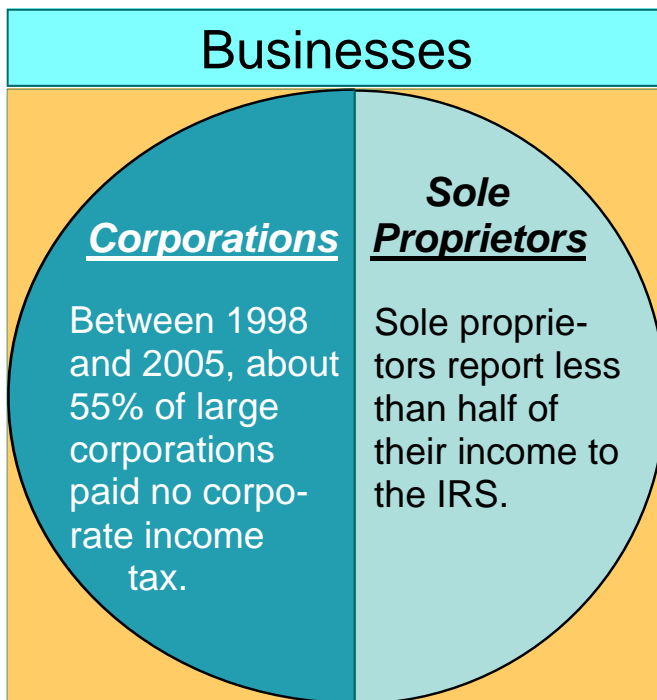 Businesses
Corporations
Between 1998
and 2005, about
55% of large
corporations
paid no corpo-
rate income
tax.
Sole
Proprietors
Sole proprie-
tors report less
than half of
their income to
the IRS.